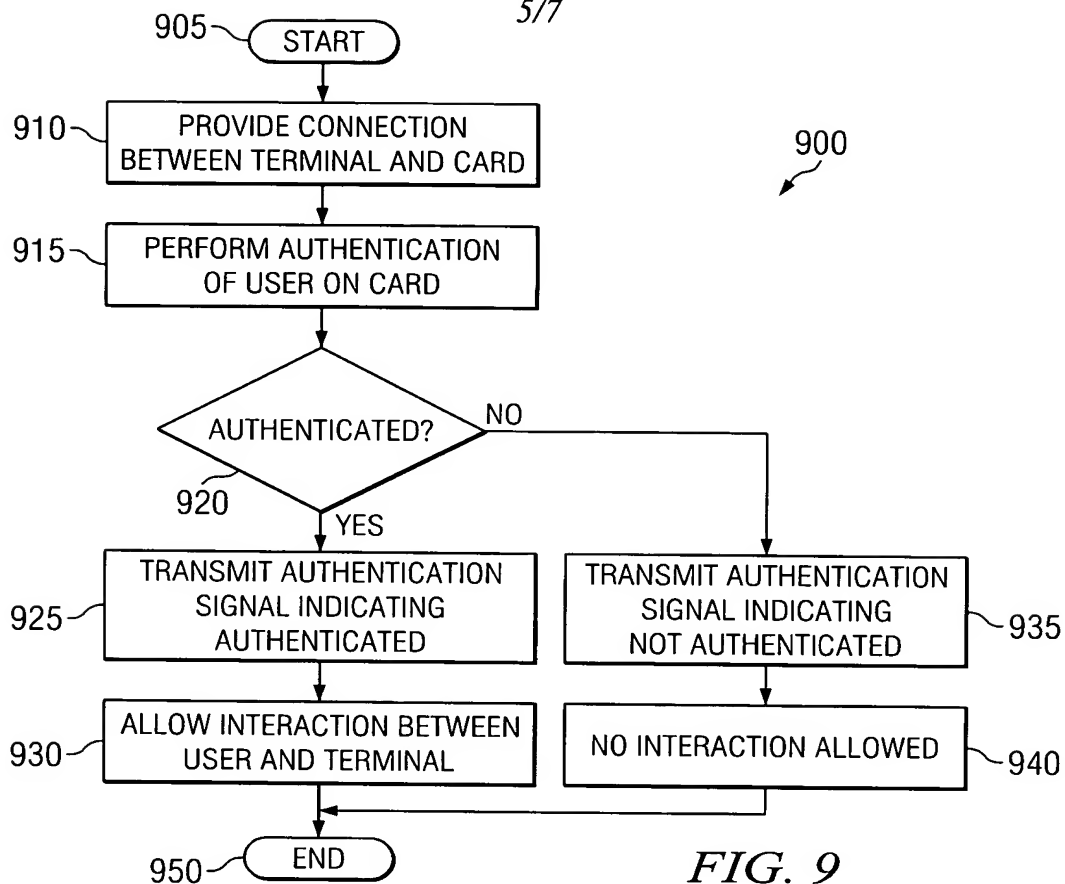 5/7
905
START
910
PROVIDE CONNECTION
BETWEEN TERMINAL AND CARD
900
915
PERFORM AUTHENTICATION
OF USER ON CARD
AUTHENTICATED?
NO
920
YES
925
TRANSMIT AUTHENTICATION
SIGNAL INDICATING
AUTHENTICATED
TRANSMIT AUTHENTICATION
SIGNAL INDICATING
NOT AUTHENTICATED
935
930
ALLOW INTERACTION BETWEEN
USER AND TERMINAL
NO INTERACTION ALLOWED
940
950
END
FIG. 9